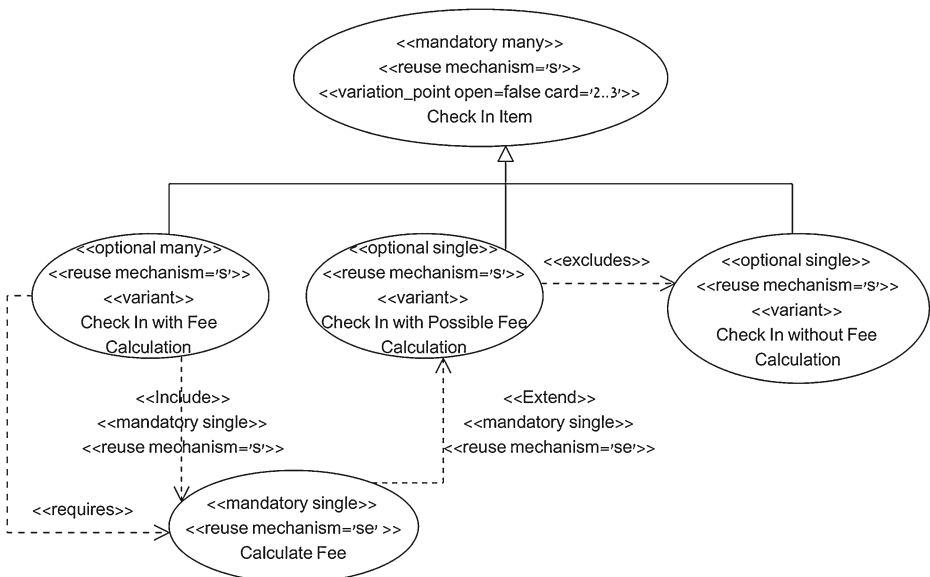 <<mandatory many>>
<<reuse mechanism='s'>>
<<variation_point open=false card='2..3'>>
Check In Item
<<optional many>>
<<reuse mechanism='s'>>
<<variant>>
Check In with Fee
Calculation
<<optional single>>
<<reuse mechanism='s'>>
<<variant>>
Check In with Possible Fee
Calculation
<<excludes>>
<<optional single>>
<<reuse mechanism='s'>>
<<variant>>
Check In without Fee
Calculation
<<Include>>
<<mandatory single>>
<<reuse mechanism='s'>>
<<Extend>>
<<mandatory single>>
<<reuse mechanism='se'>>
<<requires>>
<<mandatory single>>
<<reuse mechanism='se' >>
Calculate Fee